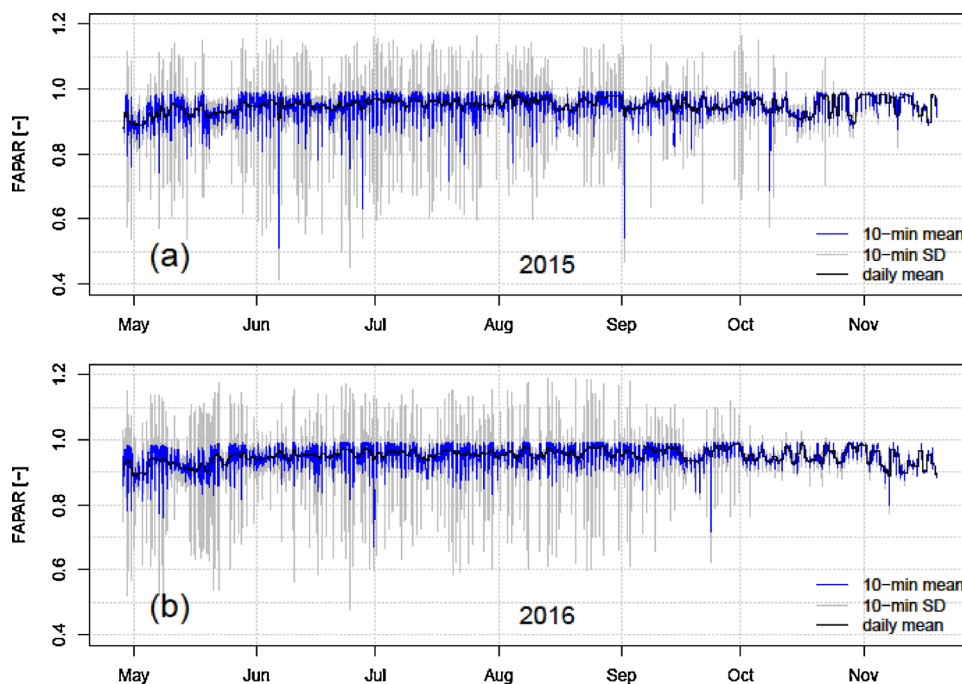 1.2
1.0
0.8
0.6
0.4
FAPAR [−]
(a)
2015
10−min mean
10−min SD
daily mean
May Jun Jul Aug Sep Oct Nov
1.2
1.0
0.8
0.6
0.4
FAPAR [−]
(b)
2016
10−min mean
10−min SD
daily mean
May Jun Jul Aug Sep Oct Nov